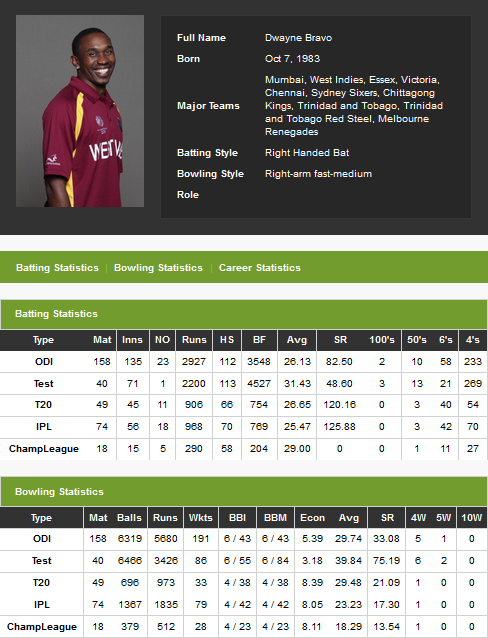 Full Name Dwayne Bravo
Born Oct 7, 1983
Major Teams Mumbai, West Indies, Essex, Victoria,
Chennai, Sydney Sixers, Chittagong
Kings, Trinidad and Tobago, Trinidad
and Tobago Red Steel, Melbourne
Renegades
Batting Style Right Handed Bat
Bowling Style Right-arm fast-medium
Role
Batting Statistics | Bowling Statistics | Career Statistics
Batting Statistics
Type Mat Inns NO Runs HS BF Avg SR 100's 50's 6's 4's
ODI 158 135 23 2927 112 3548 26.13 82.50 2 10 58 233
Test 40 71 1 2200 113 4527 31.43 48.60 3 13 21 269
T20 49 45 11 906 66 754 26.65 120.16 0 3 40 54
IPL 74 56 18 968 70 769 25.47 125.88 0 3 42 70
ChampLeague 18 15 5 290 58 204 29.00 0 0 1 11 27
Bowling Statistics
Type Mat Balls Runs Wkts BBI BBM Econ Avg SR 4W 5W 10W
ODI 158 6319 5680 191 6 / 43 6 / 43 5.39 29.74 33.08 5 1 0
Test 40 6466 3426 86 6 / 55 6 / 84 3.18 39.84 75.19 6 2 0
T20 49 696 973 33 4 / 38 4 / 38 8.39 29.48 21.09 1 0 0
IPL 74 1367 1835 79 4 / 42 4 / 42 8.05 23.23 17.30 1 0 0
ChampLeague 18 379 512 28 4 / 23 4 / 23 8.11 18.29 13.54 1 0 0